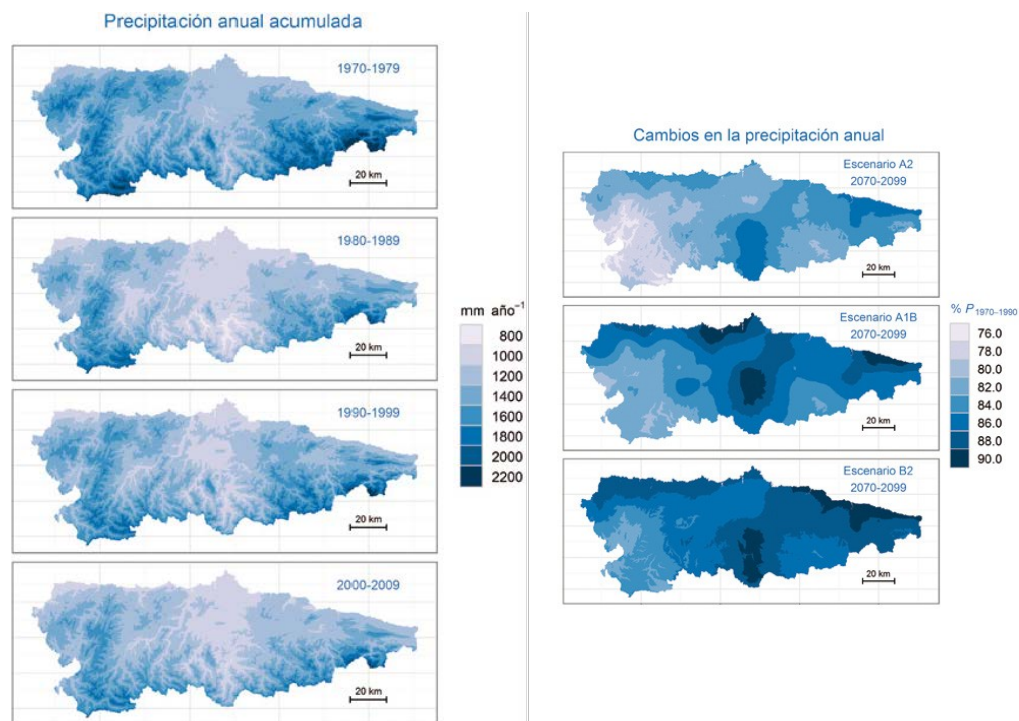 Precipitación anual acumulada
1970-1979
20 km
1980-1989
20 km
1990-1999
20 km
2000-2009
20 km
mm año⁻¹
800
1000
1200
1400
1600
1800
2000
2200
Cambios en la precipitación anual
Escenario A2
2070-2099
20 km
Escenario A1B
2070-2099
20 km
Escenario B2
2070-2099
20 km
% P 1970-1990
76.0
78.0
80.0
82.0
84.0
86.0
88.0
90.0